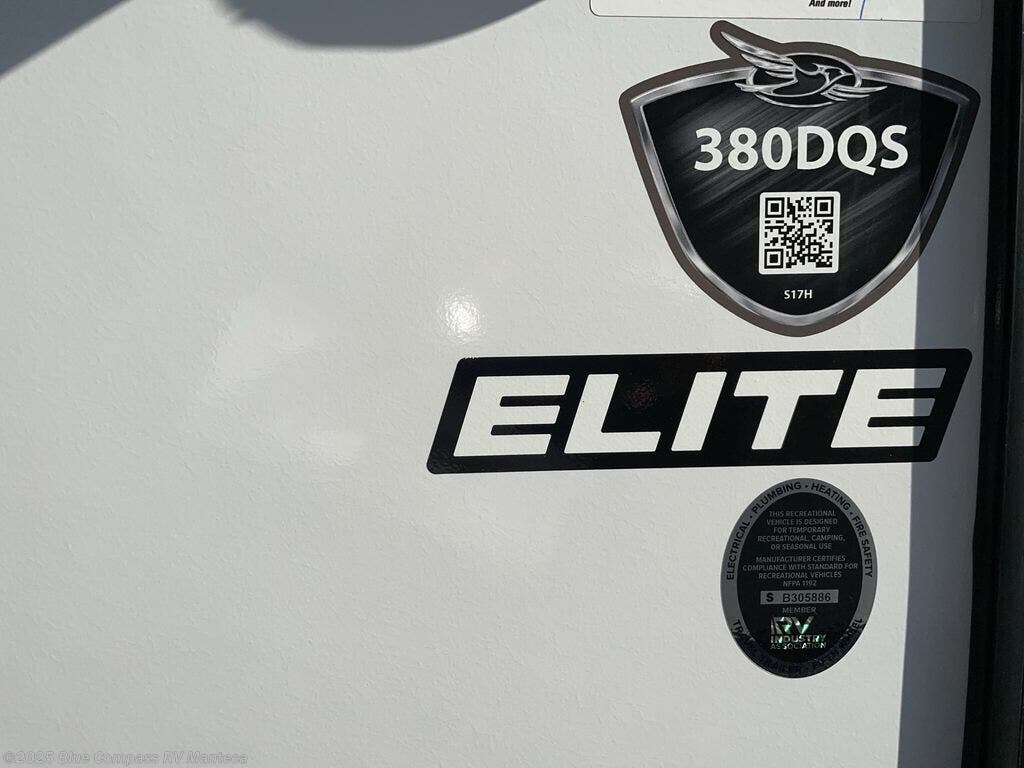 And more!
380DQS
S17H
ELITE
ELECTRICAL • PLUMBING • HEATING • FIRE SAFETY
THIS RECREATIONAL
VEHICLE IS DESIGNED
FOR TEMPORARY
RECREATIONAL, CAMPING,
OR SEASONAL USE
MANUFACTURER CERTIFIES
COMPLIANCE WITH STANDARD FOR
RECREATIONAL VEHICLES
NFPA 1192
S B305886
MEMBER
RV
INDUSTRY
ASSOCIATION
©2025 Blue Compass RV Manteca